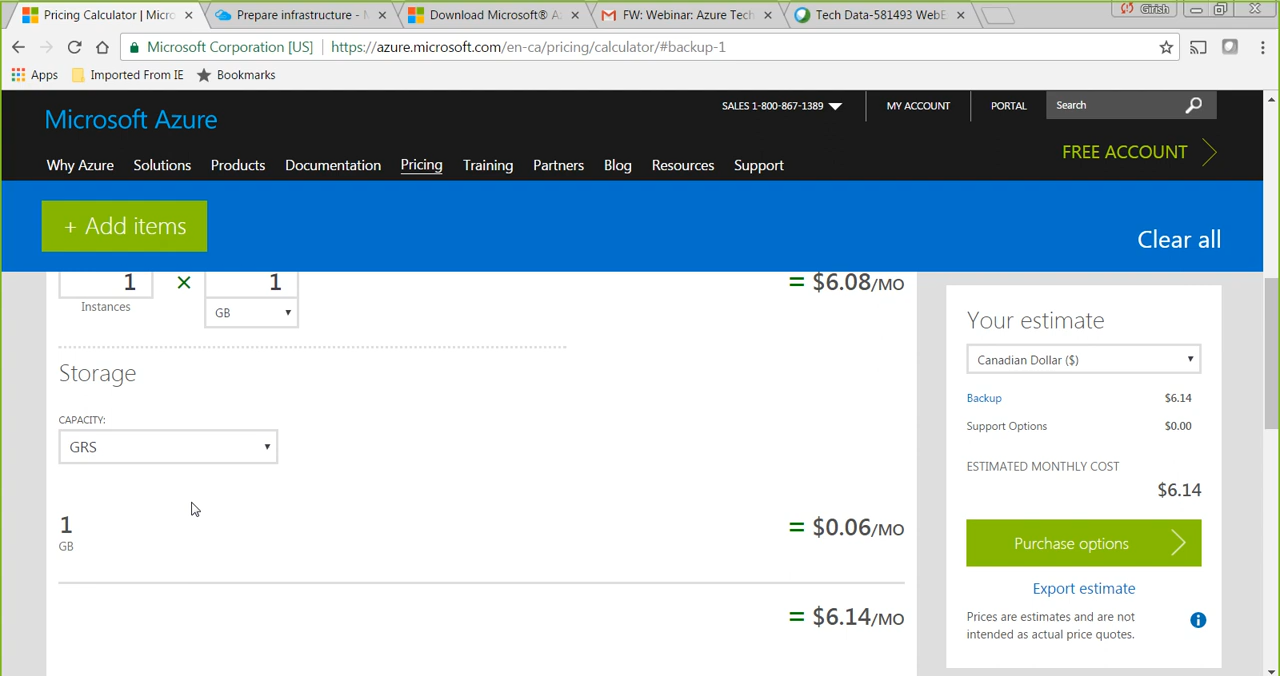 Pricing Calculator | Micro
Prepare infrastructure -
Download Microsoft® A
FW: Webinar: Azure Tech
Tech Data-581493 WebE
Girish
Microsoft Corporation [US] | https://azure.microsoft.com/en-ca/pricing/calculator/#backup-1
Apps Imported From IE Bookmarks
Microsoft Azure
SALES 1-800-867-1389 MY ACCOUNT PORTAL Search
FREE ACCOUNT
Why Azure Solutions Products Documentation Pricing Training Partners Blog Resources Support
+ Add items
Clear all
1 × 1 = $6.08/MO
Instances
GB
Storage
CAPACITY:
GRS
1
GB
= $0.06/MO
= $6.14/MO
Your estimate
Canadian Dollar ($)
Backup $6.14
Support Options $0.00
ESTIMATED MONTHLY COST
$6.14
Purchase options
Export estimate
Prices are estimates and are not
intended as actual price quotes.